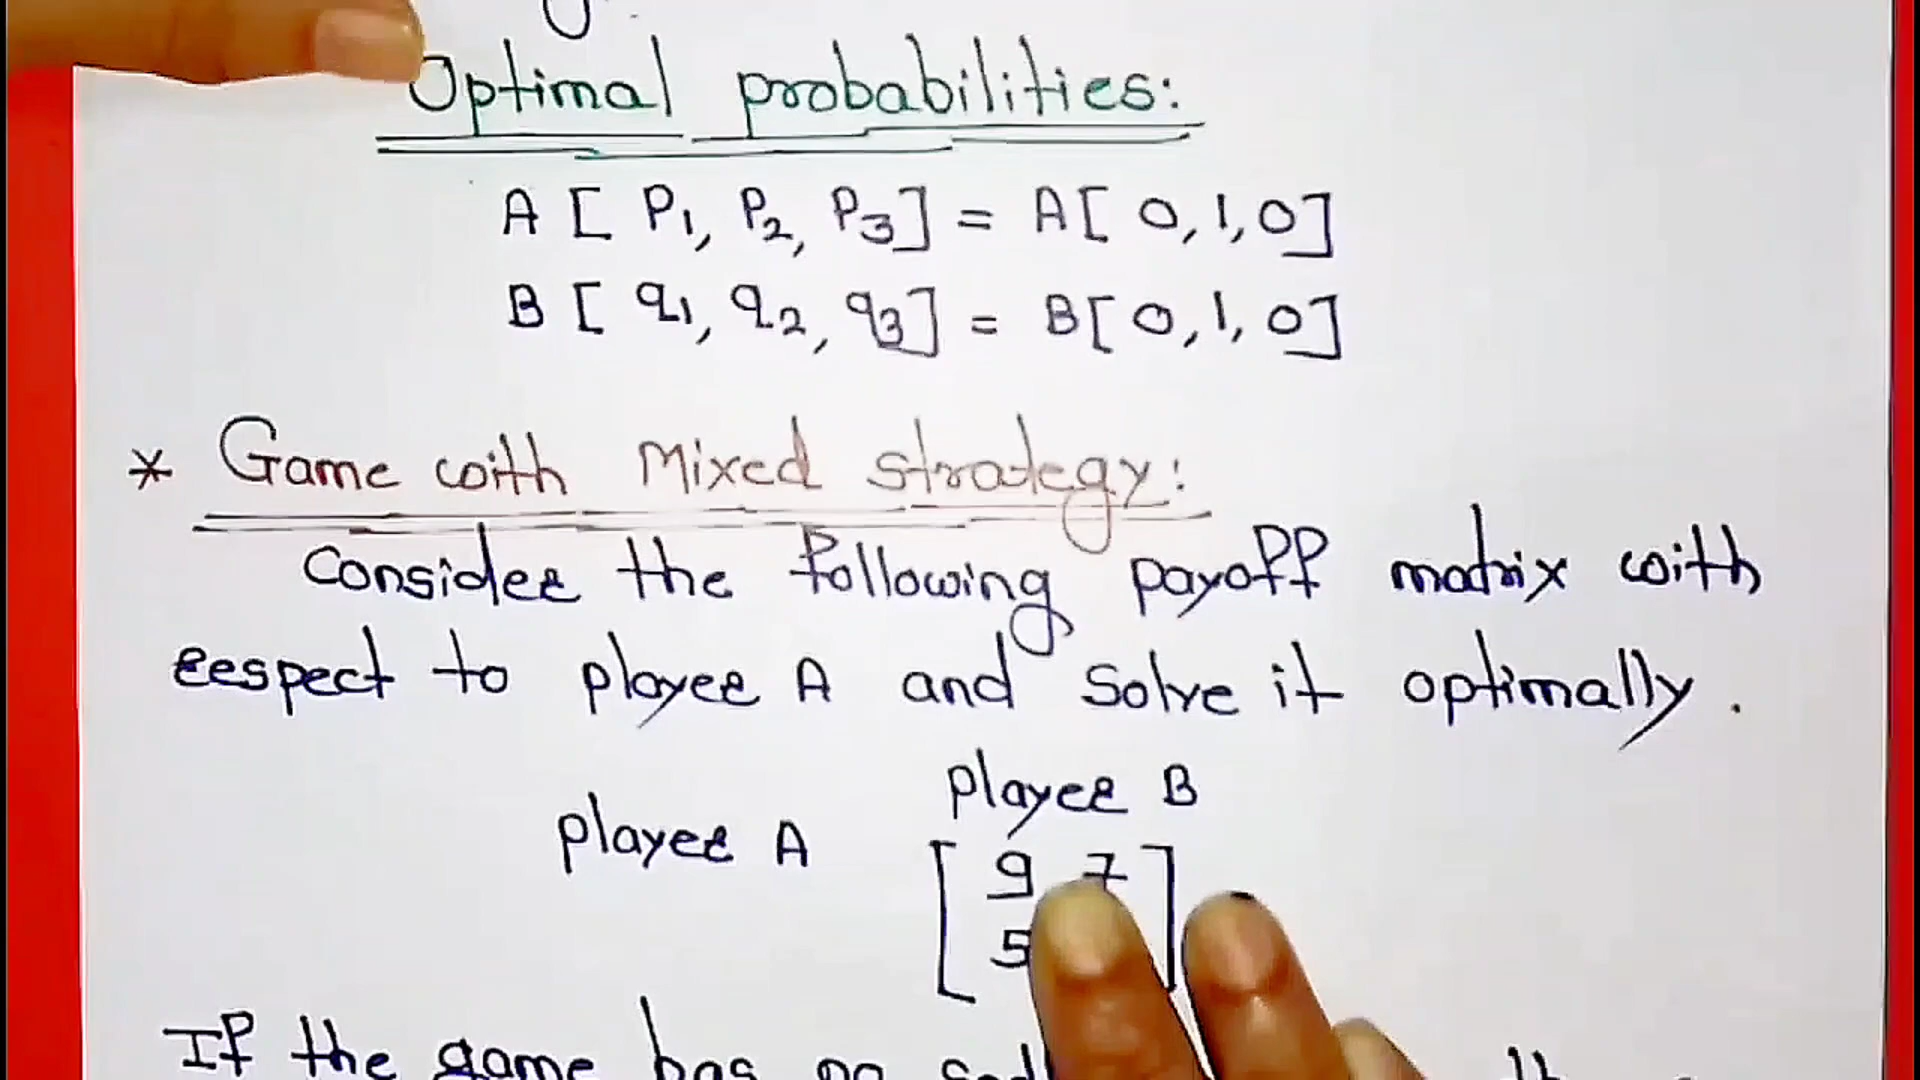 Optimal probabilities:
A [ P1, P2, P3 ] = A[ 0, 1, 0 ]
B [ q1, q2, q3 ] = B[ 0, 1, 0 ]
* Game with Mixed strategy:
Consider the following payoff matrix with
respect to player A and solve it optimally.
player B
player A [ 9 7 ]
5
If the game has no